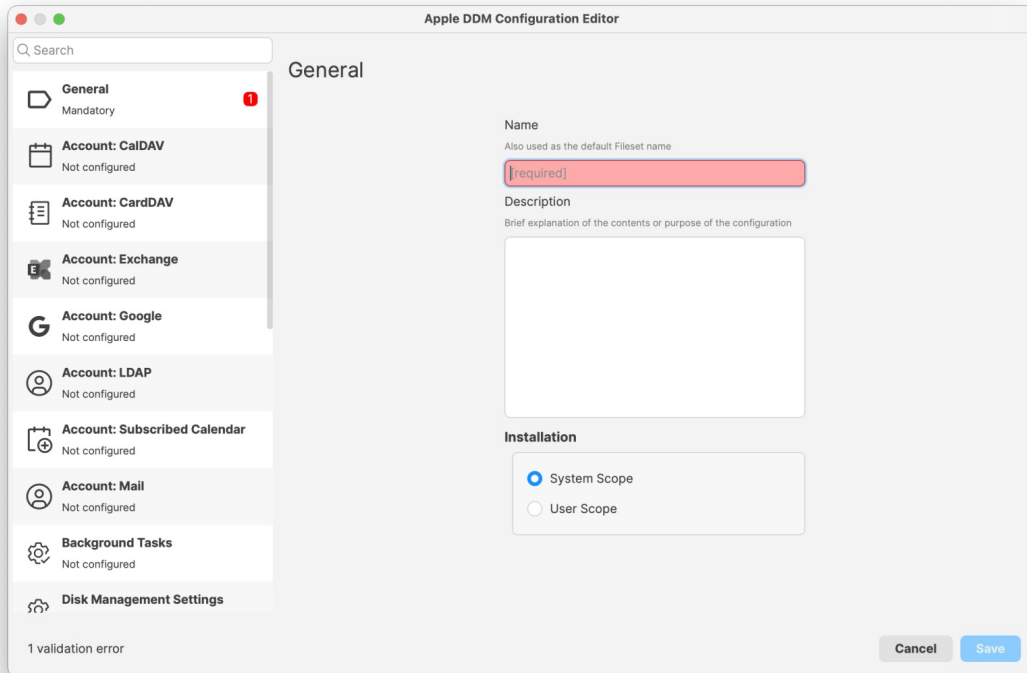 Apple DDM Configuration Editor
Search
General
Mandatory
1
Account: CalDAV
Not configured
Account: CardDAV
Not configured
Account: Exchange
Not configured
Account: Google
Not configured
Account: LDAP
Not configured
Account: Subscribed Calendar
Not configured
Account: Mail
Not configured
Background Tasks
Not configured
Disk Management Settings
General
Name
Also used as the default Fileset name
[required]
Description
Brief explanation of the contents or purpose of the configuration
Installation
System Scope
User Scope
1 validation error
Cancel
Save